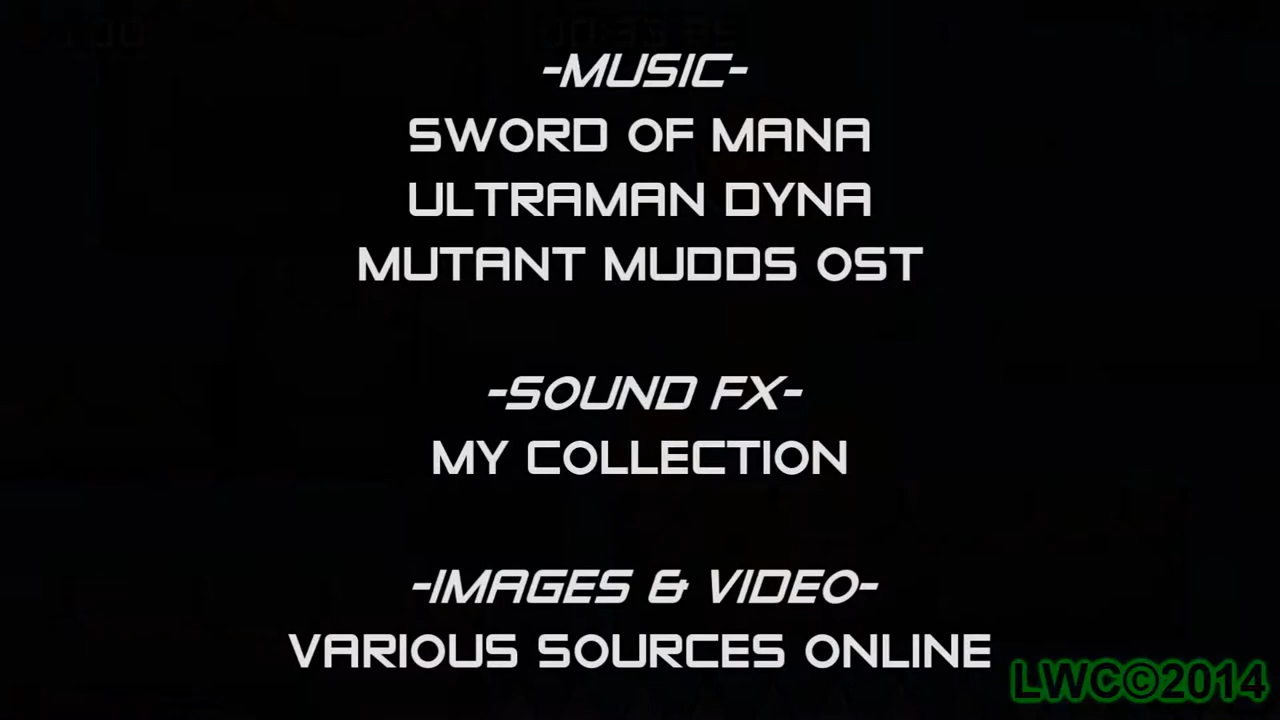 -MUSIC-
SWORD OF MANA
ULTRAMAN DYNA
MUTANT MUDDS OST
-SOUND FX-
MY COLLECTION
-IMAGES & VIDEO-
VARIOUS SOURCES ONLINE
LWC©2014